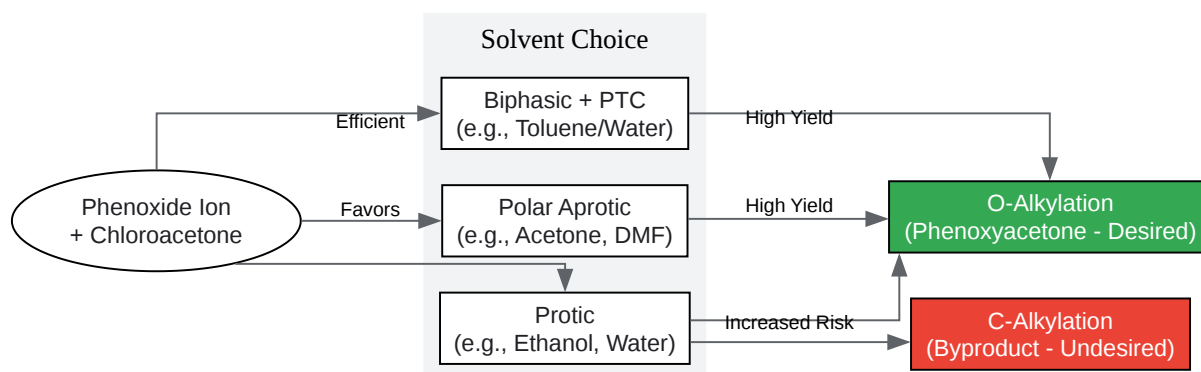 Solvent Choice
Biphasic + PTC
(e.g., Toluene/Water)
Efficient
High Yield
Phenoxide Ion
+ Chloroacetone
Favors
Polar Aprotic
(e.g., Acetone, DMF)
High Yield
O-Alkylation
(Phenoxyacetone - Desired)
Protic
(e.g., Ethanol, Water)
Increased Risk
C-Alkylation
(Byproduct - Undesired)